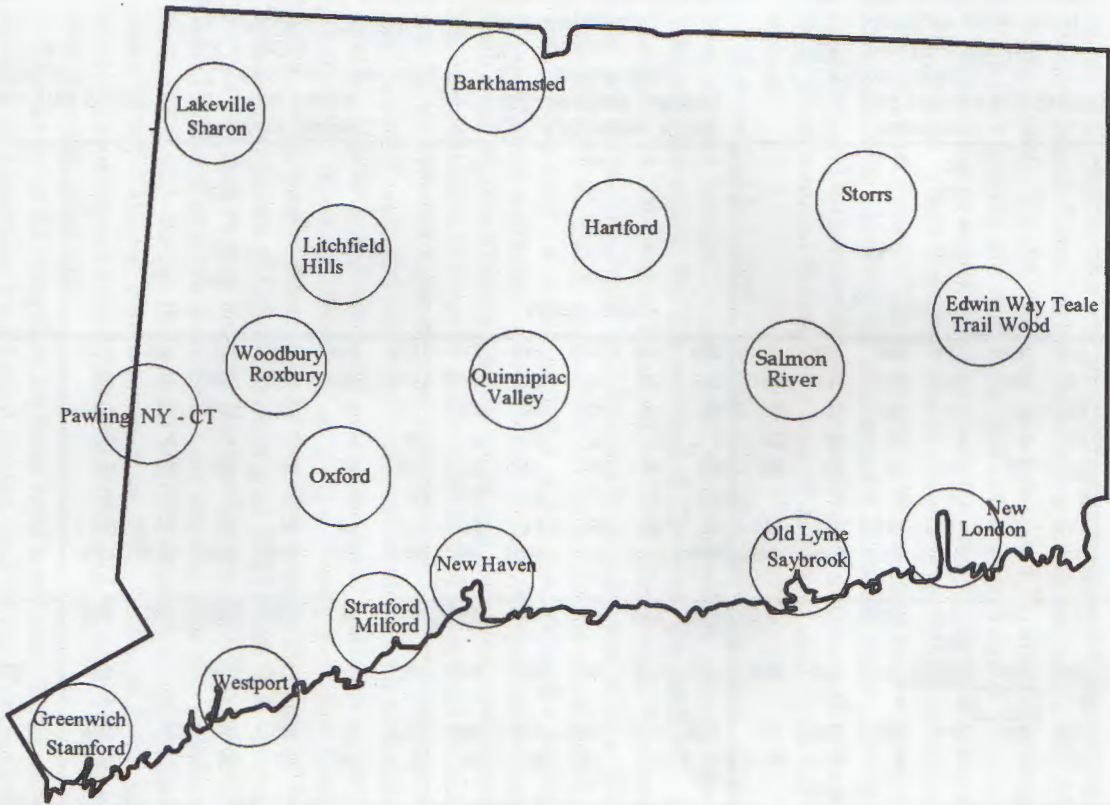 Barkhamsted
Lakeville
Sharon
Storrs
Hartford
Litchfield
Hills
Edwin Way Teale
Trail Wood
Woodbury
Roxbury
Quinnipiac
Valley
Salmon
River
Pawling NY - CT
Oxford
New
London
Old Lyme
Saybrook
New Haven
Stratford
Milford
Westport
Greenwich
Stamford